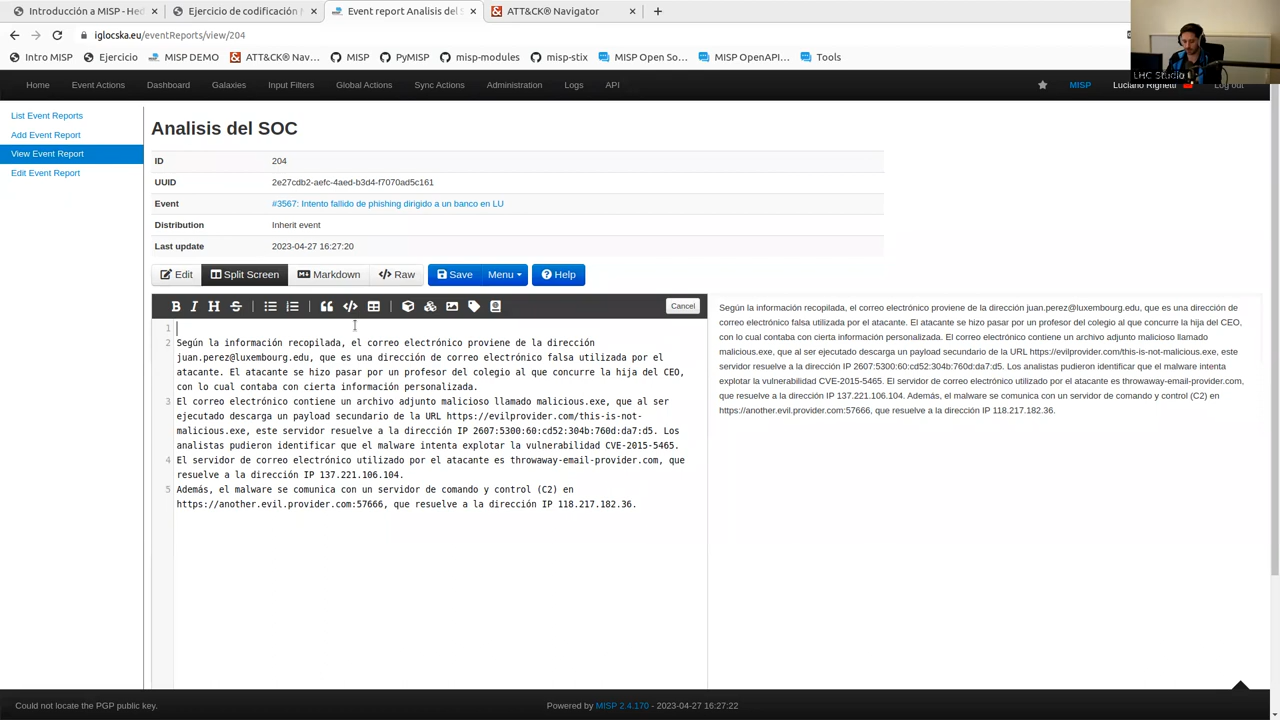 Introducción a MISP - Hed
Ejercicio de codificación M
Event report Analisis del S
ATT&CK® Navigator
iglocska.eu/eventReports/view/204
Intro MISP
Ejercicio
MISP DEMO
ATT&CK® Nav...
MISP
PyMISP
misp-modules
misp-stix
MISP Open So...
MISP OpenAPI...
Tools
LHC Studio
Home
Event Actions
Dashboard
Galaxies
Input Filters
Global Actions
Sync Actions
Administration
Logs
API
MISP
Luciano Righetti
Log out
List Event Reports
Add Event Report
View Event Report
Edit Event Report
Analisis del SOC
ID 204
UUID 2e27cdb2-aefc-4aed-b3d4-f7070ad5c161
Event #3567: Intento fallido de phishing dirigido a un banco en LU
Distribution Inherit event
Last update 2023-04-27 16:27:20
Edit
Split Screen
Markdown
Raw
Save
Menu
Help
Cancel
1
2 Según la información recopilada, el correo electrónico proviene de la dirección
juan.perez@luxembourg.edu, que es una dirección de correo electrónico falsa utilizada por el
atacante. El atacante se hizo pasar por un profesor del colegio al que concurre la hija del CEO,
con lo cual contaba con cierta información personalizada.
3 El correo electrónico contiene un archivo adjunto malicioso llamado malicious.exe, que al ser
ejecutado descarga un payload secundario de la URL https://evilprovider.com/this-is-not-
malicious.exe, este servidor resuelve a la dirección IP 2607:5300:60:cd52:304b:760d:da7:d5. Los
analistas pudieron identificar que el malware intenta explotar la vulnerabilidad CVE-2015-5465.
4 El servidor de correo electrónico utilizado por el atacante es throwaway-email-provider.com, que
resuelve a la dirección IP 137.221.106.104.
5 Además, el malware se comunica con un servidor de comando y control (C2) en
https://another.evil.provider.com:57666, que resuelve a la dirección IP 118.217.182.36.
Según la información recopilada, el correo electrónico proviene de la dirección juan.perez@luxembourg.edu, que es una dirección de
correo electrónico falsa utilizada por el atacante. El atacante se hizo pasar por un profesor del colegio al que concurre la hija del CEO,
con lo cual contaba con cierta información personalizada. El correo electrónico contiene un archivo adjunto malicioso llamado
malicious.exe, que al ser ejecutado descarga un payload secundario de la URL https://evilprovider.com/this-is-not-malicious.exe, este
servidor resuelve a la dirección IP 2607:5300:60:cd52:304b:760d:da7:d5. Los analistas pudieron identificar que el malware intenta
explotar la vulnerabilidad CVE-2015-5465. El servidor de correo electrónico utilizado por el atacante es throwaway-email-provider.com,
que resuelve a la dirección IP 137.221.106.104. Además, el malware se comunica con un servidor de comando y control (C2) en
https://another.evil.provider.com:57666, que resuelve a la dirección IP 118.217.182.36.
Could not locate the PGP public key.
Powered by MISP 2.4.170 - 2023-04-27 16:27:22